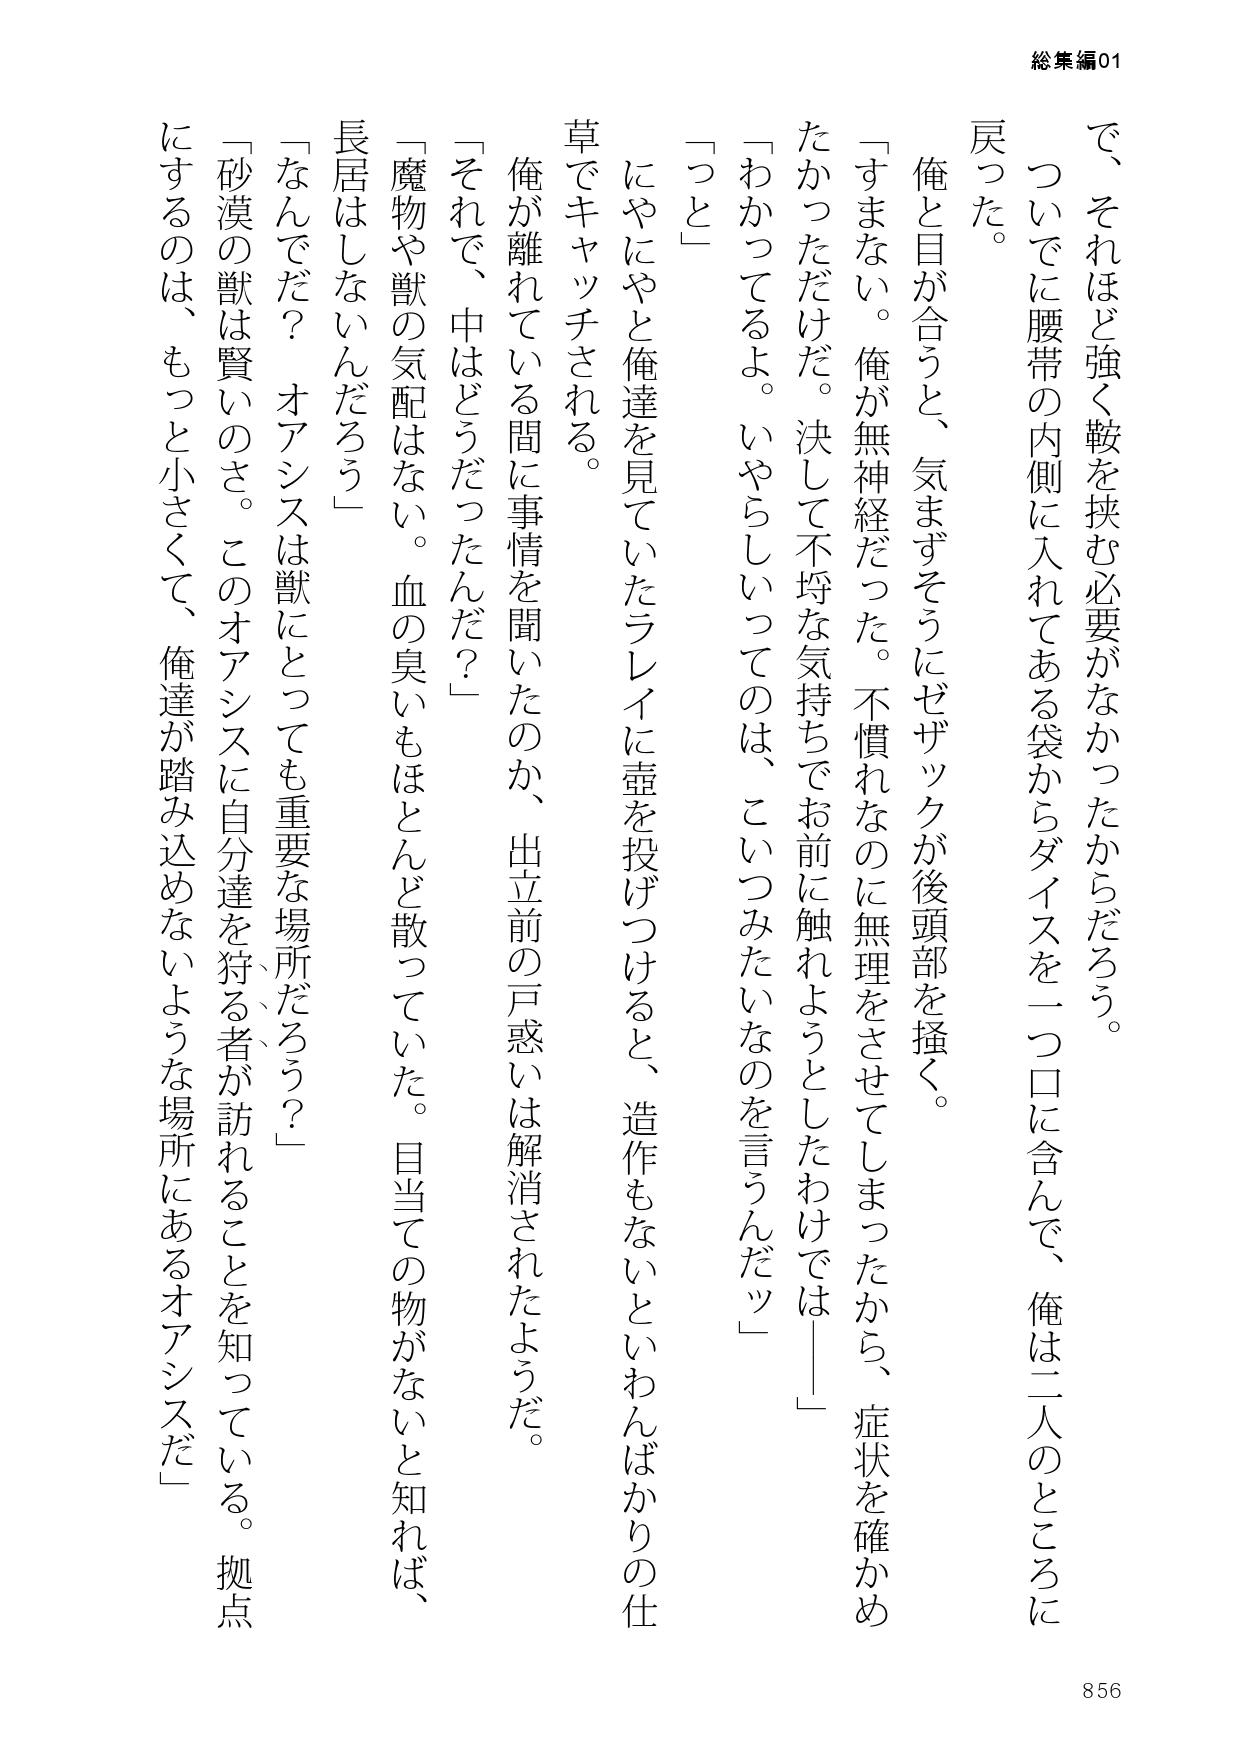 総集編01
で、それほど強く鞍を挟む必要がなかったからだろう。
　ついでに腰帯の内側に入れてある袋からダイスを一つ口に含んで、俺は二人のところに
戻った。
　俺と目が合うと、気まずそうにゼザックが後頭部を掻く。
「すまない。俺が無神経だった。不慣れなのに無理をさせてしまったから、症状を確かめ
たかっただけだ。決して不埒な気持ちでお前に触れようとしたわけでは――」
「わかってるよ。いやらしいってのは、こいつみたいなのを言うんだッ」
「っと」
　にやにやと俺達を見ていたラレイに壺を投げつけると、造作もないといわんばかりの仕
草でキャッチされる。
　俺が離れている間に事情を聞いたのか、出立前の戸惑いは解消されたようだ。
「それで、中はどうだったんだ？」
「魔物や獣の気配はない。血の臭いもほとんど散っていた。目当ての物がないと知れば、
長居はしないんだろう」
「なんでだ？　オアシスは獣にとっても重要な場所だろう？」
「砂漠の獣は賢いのさ。このオアシスに自分達を狩る者が訪れることを知っている。拠点
にするのは、もっと小さくて、俺達が踏み込めないような場所にあるオアシスだ」
856